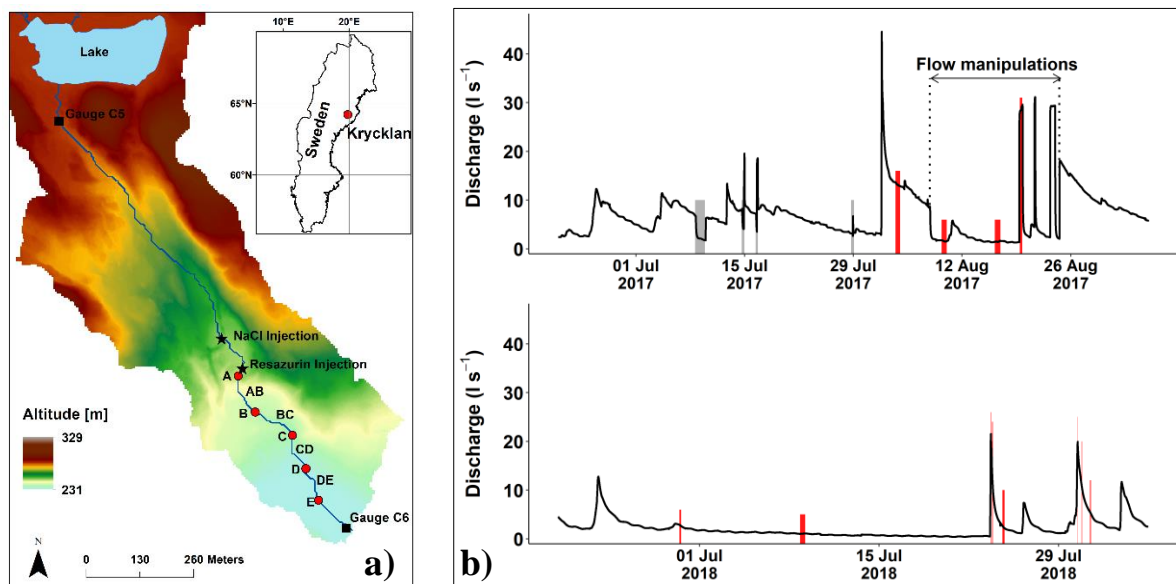 10°E 20°E
65°N
60°N
Sweden
Krycklan
Lake
Gauge C5
NaCl Injection
Resazurin Injection
A
AB
B
BC
C
CD
D
DE
E
Gauge C6
Altitude [m]
329
231
N
0 130 260 Meters
a)
b)
Discharge (l s⁻¹)
40
30
20
10
0
Flow manipulations
01 Jul 15 Jul 29 Jul 12 Aug 26 Aug
2017 2017 2017 2017 2017
Discharge (l s⁻¹)
40
30
20
10
0
01 Jul 15 Jul 29 Jul
2018 2018 2018